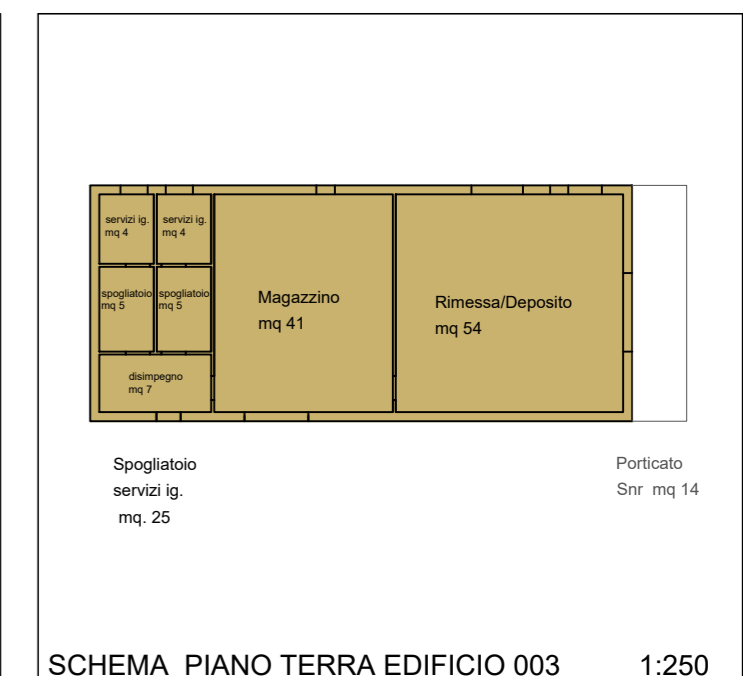 servizi ig.
mq 4
servizi ig.
mq 4
spogliatoio
mq 5
spogliatoio
mq 5
disimpegno
mq 7
Magazzino
mq 41
Rimessa/Deposito
mq 54
Spogliatoio
servizi ig.
mq. 25
Porticato
Snr mq 14
SCHEMA PIANO TERRA EDIFICIO 003 1:250